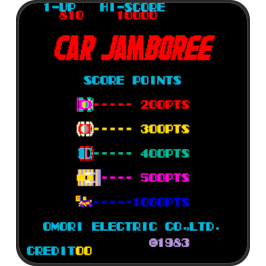 1-UP HI-SCORE
810 10000
CAR JAMBOREE
SCORE POINTS
----- 200PTS
----- 300PTS
----- 400PTS
---- 500PTS
-----1000PTS
OMORI ELECTRIC CO.,LTD.
©1983
CREDIT00